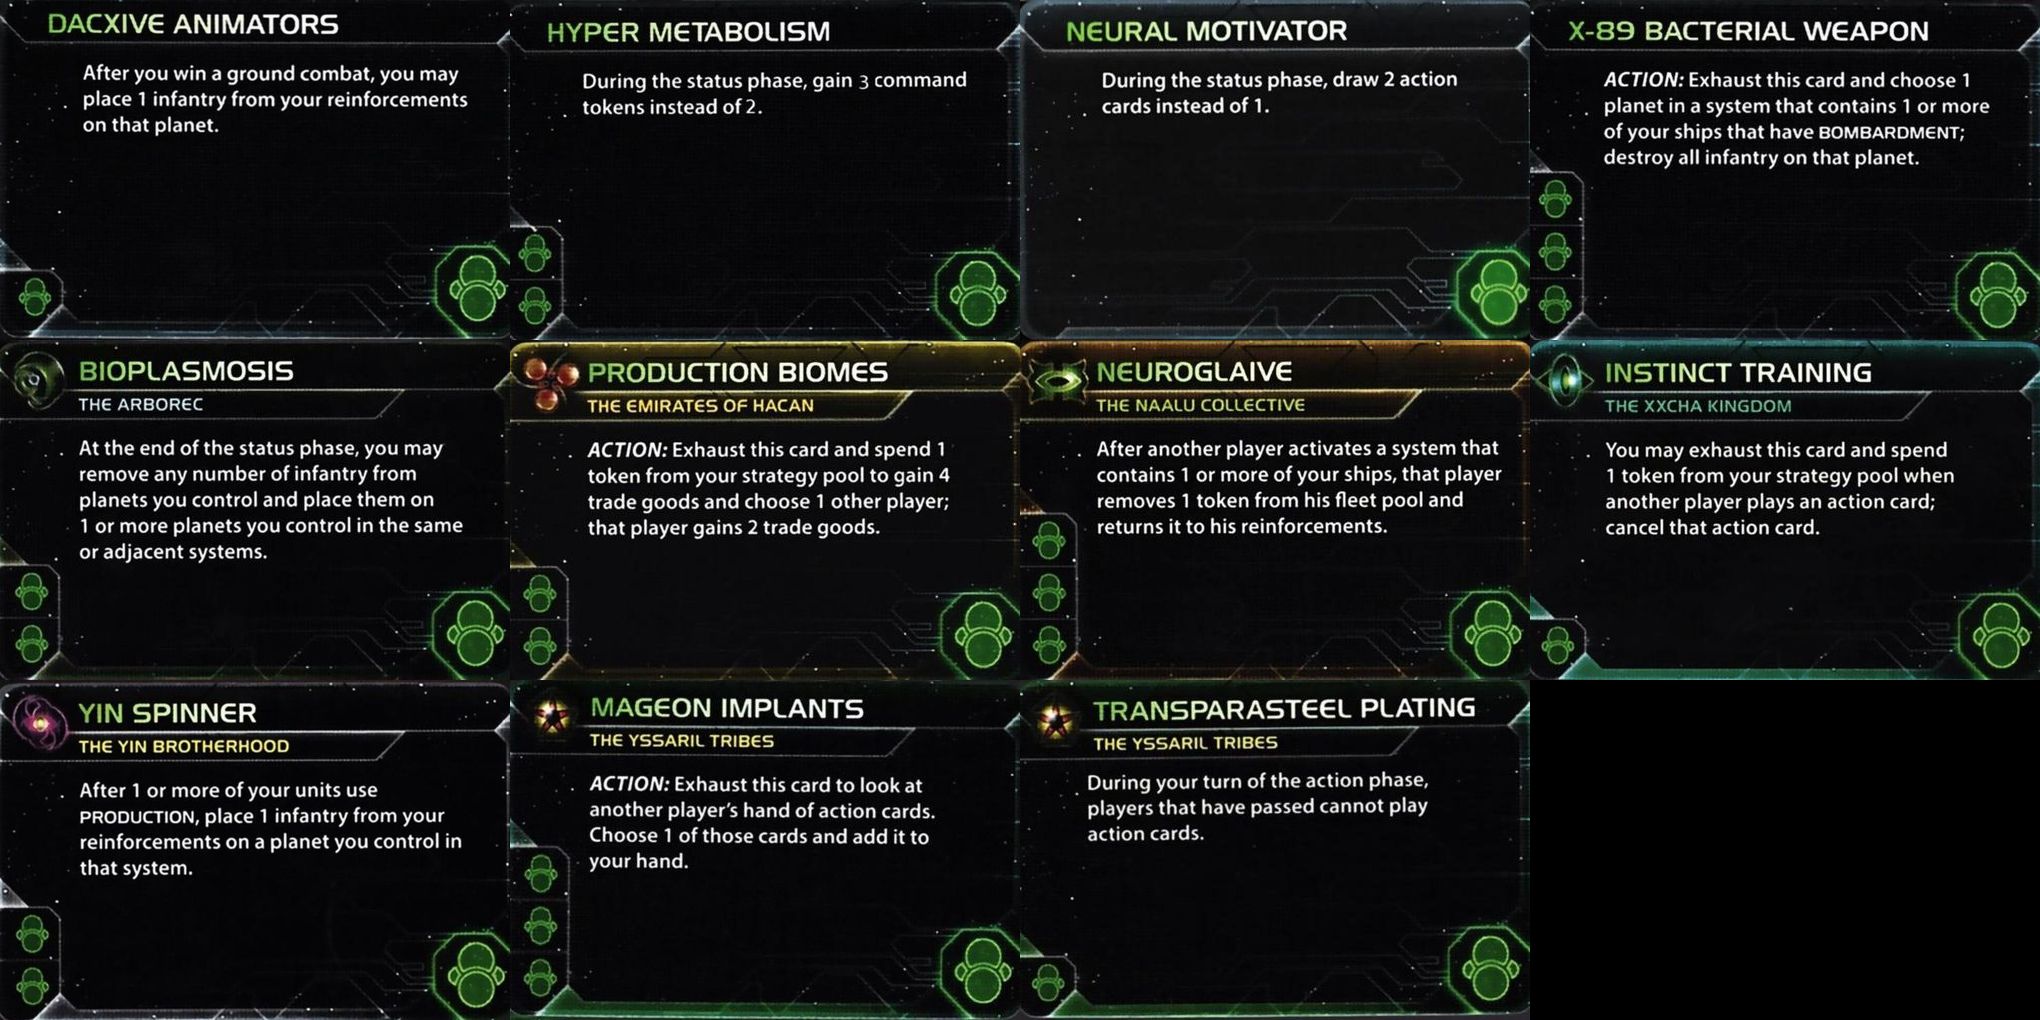 DACXIVE ANIMATORS
After you win a ground combat, you may
place 1 infantry from your reinforcements
on that planet.
HYPER METABOLISM
During the status phase, gain 3 command
tokens instead of 2.
NEURAL MOTIVATOR
During the status phase, draw 2 action
cards instead of 1.
X-89 BACTERIAL WEAPON
ACTION: Exhaust this card and choose 1
planet in a system that contains 1 or more
of your ships that have BOMBARDMENT;
destroy all infantry on that planet.
BIOPLASMOSIS
THE ARBOREC
At the end of the status phase, you may
remove any number of infantry from
planets you control and place them on
1 or more planets you control in the same
or adjacent systems.
PRODUCTION BIOMES
THE EMIRATES OF HACAN
ACTION: Exhaust this card and spend 1
token from your strategy pool to gain 4
trade goods and choose 1 other player;
that player gains 2 trade goods.
NEUROGLAIVE
THE NAALU COLLECTIVE
After another player activates a system that
contains 1 or more of your ships, that player
removes 1 token from his fleet pool and
returns it to his reinforcements.
INSTINCT TRAINING
THE XXCHA KINGDOM
You may exhaust this card and spend
1 token from your strategy pool when
another player plays an action card;
cancel that action card.
YIN SPINNER
THE YIN BROTHERHOOD
After 1 or more of your units use
PRODUCTION, place 1 infantry from your
reinforcements on a planet you control in
that system.
MAGEON IMPLANTS
THE YSSARIL TRIBES
ACTION: Exhaust this card to look at
another player's hand of action cards.
Choose 1 of those cards and add it to
your hand.
TRANSPARASTEEL PLATING
THE YSSARIL TRIBES
During your turn of the action phase,
players that have passed cannot play
action cards.